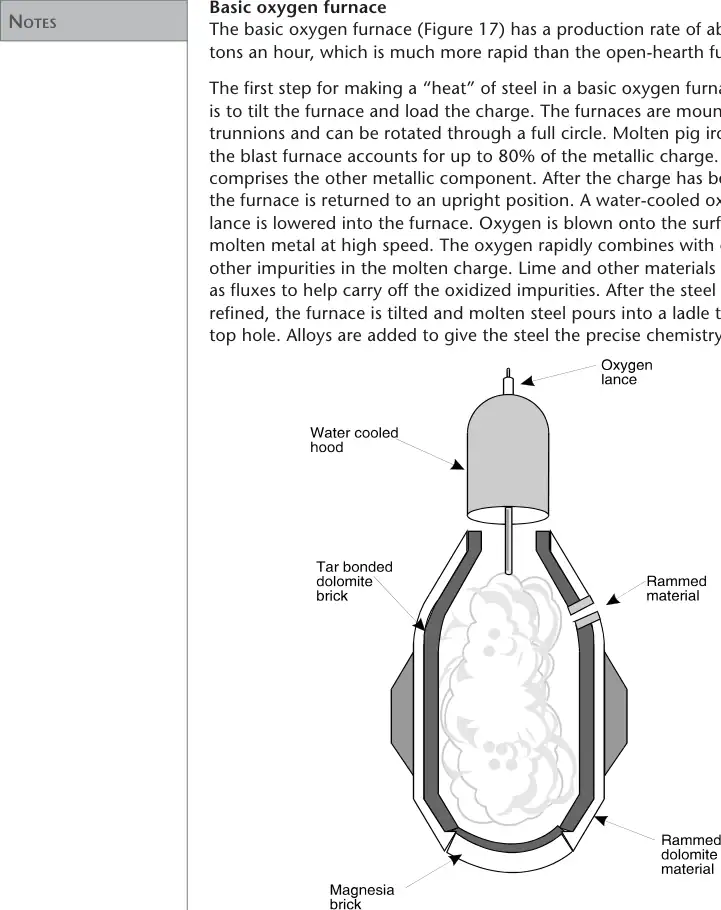 NOTES
Basic oxygen furnace
The basic oxygen furnace (Figure 17) has a production rate of
tons an hour, which is much more rapid than the open-hearth
The first step for making a “heat” of steel in a basic oxygen
is to tilt the furnace and load the charge. The furnaces are
trunnions and can be rotated through a full circle. Molten pig
the blast furnace accounts for up to 80% of the metallic charge.
comprises the other metallic component. After the charge has
the furnace is returned to an upright position. A water-cooled
lance is lowered into the furnace. Oxygen is blown onto the
molten metal at high speed. The oxygen rapidly combines with
other impurities in the molten charge. Lime and other materials
as fluxes to help carry off the oxidized impurities. After the steel
refined, the furnace is tilted and molten steel pours into a ladle
top hole. Alloys are added to give the steel the precise chemistry
Oxygen
lance
Water cooled
hood
Tar bonded
dolomite
brick
Rammed
material
Rammed
dolomite
material
Magnesia
brick